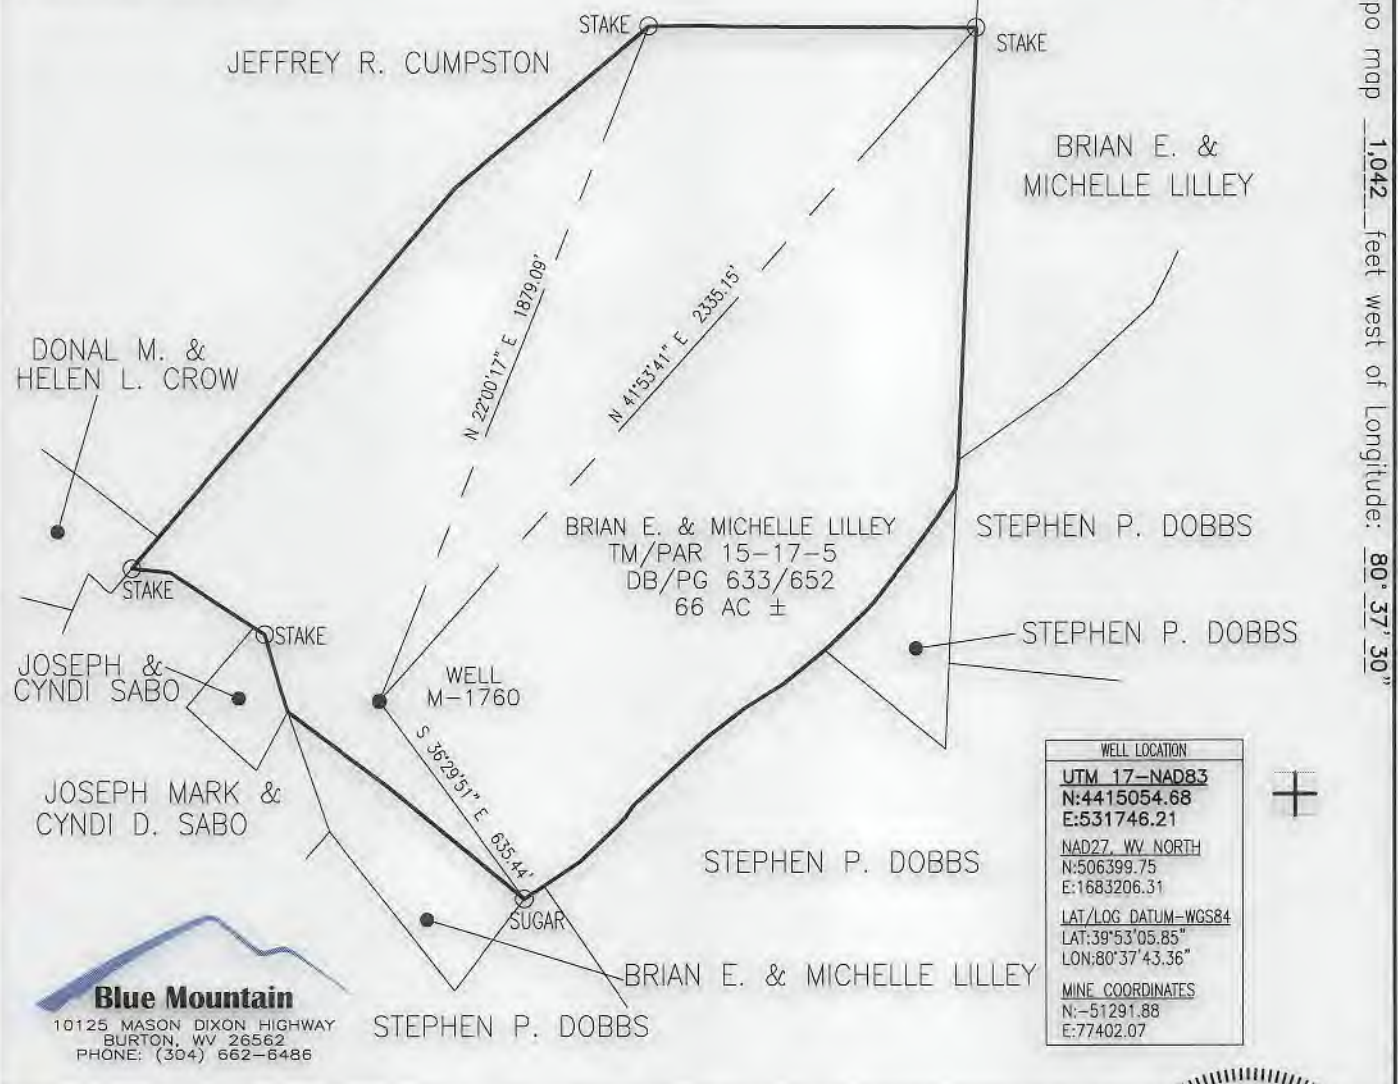 STAKE
STAKE
JEFFREY R. CUMPSTON
BRIAN E. &
MICHELLE LILLEY
po map 1,042 feet west of Longitude: 80° 37' 30"
N 22°00'17" E 1879.09'
N 41°53'41" E 2335.15'
DONAL M. &
HELEN L. CROW
BRIAN E. & MICHELLE LILLEY
TM/PAR 15-17-5
DB/PG 633/652
66 AC ±
STEPHEN P. DOBBS
STAKE
STAKE
STEPHEN P. DOBBS
JOSEPH &
CYNDI SABO
WELL
M-1760
S 36°29'51" E 635.44'
JOSEPH MARK &
CYNDI D. SABO
STEPHEN P. DOBBS
SUGAR
BRIAN E. & MICHELLE LILLEY
STEPHEN P. DOBBS
WELL LOCATION
UTM 17-NAD83
N:4415054.68
E:531746.21
NAD27, WV NORTH
N:506399.75
E:1683206.31
LAT/LOG DATUM-WGS84
LAT:39°53'05.85"
LON:80°37'43.36"
MINE COORDINATES
N:-51291.88
E:77402.07
Blue Mountain
10125 MASON DIXON HIGHWAY
BURTON, WV 26562
PHONE: (304) 662-6486